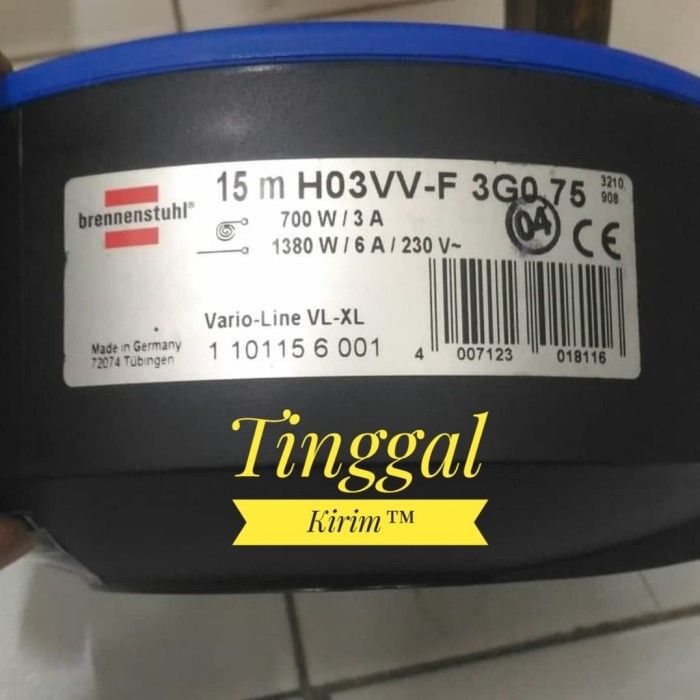 brennenstuhl®
15 m H03VV-F 3G0,75
3210
908
700 W / 3 A
04
1380 W / 6 A / 230 V~
CE
Vario-Line VL-XL
Made in Germany
72074 Tübingen
1 10115 6 001
4 007123 018116
Tinggal
Kirim™